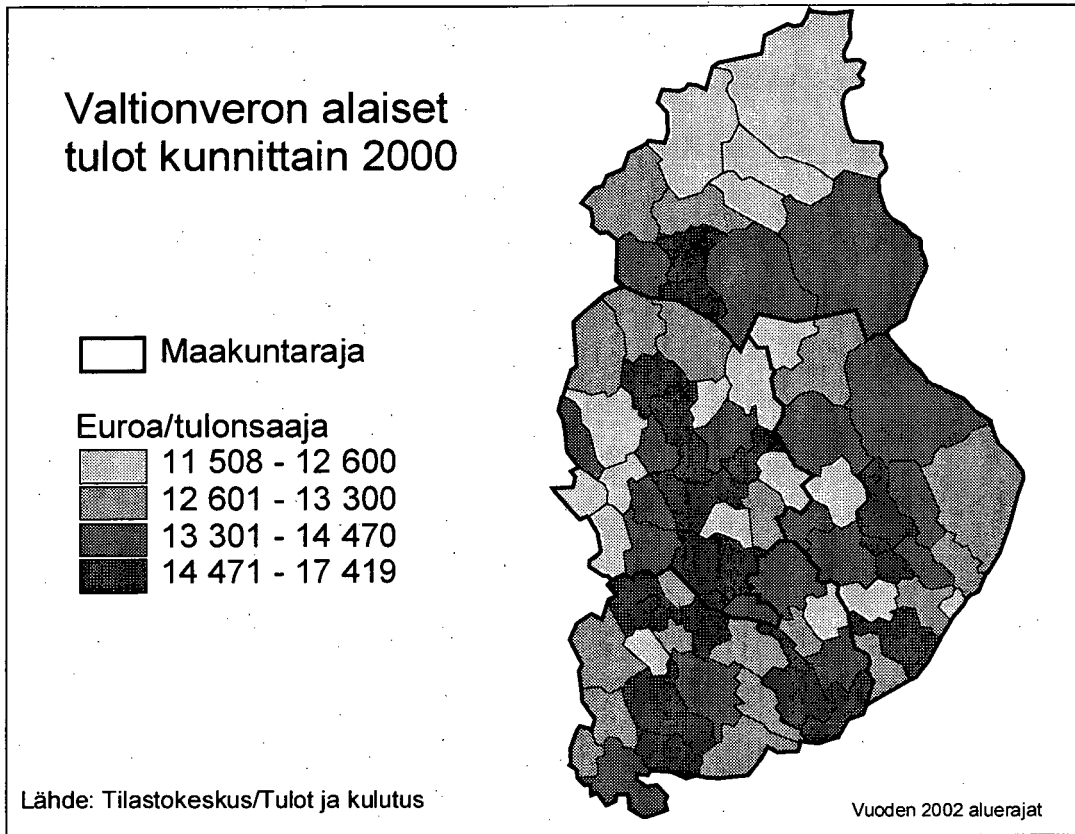 Valtionveron alaiset
tulot kunnittain 2000
Maakuntaraja
Euroa/tulonsaaja
11 508 - 12 600
12 601 - 13 300
13 301 - 14 470
14 471 - 17 419
Lähde: Tilastokeskus/Tulot ja kulutus
Vuoden 2002 aluerajat